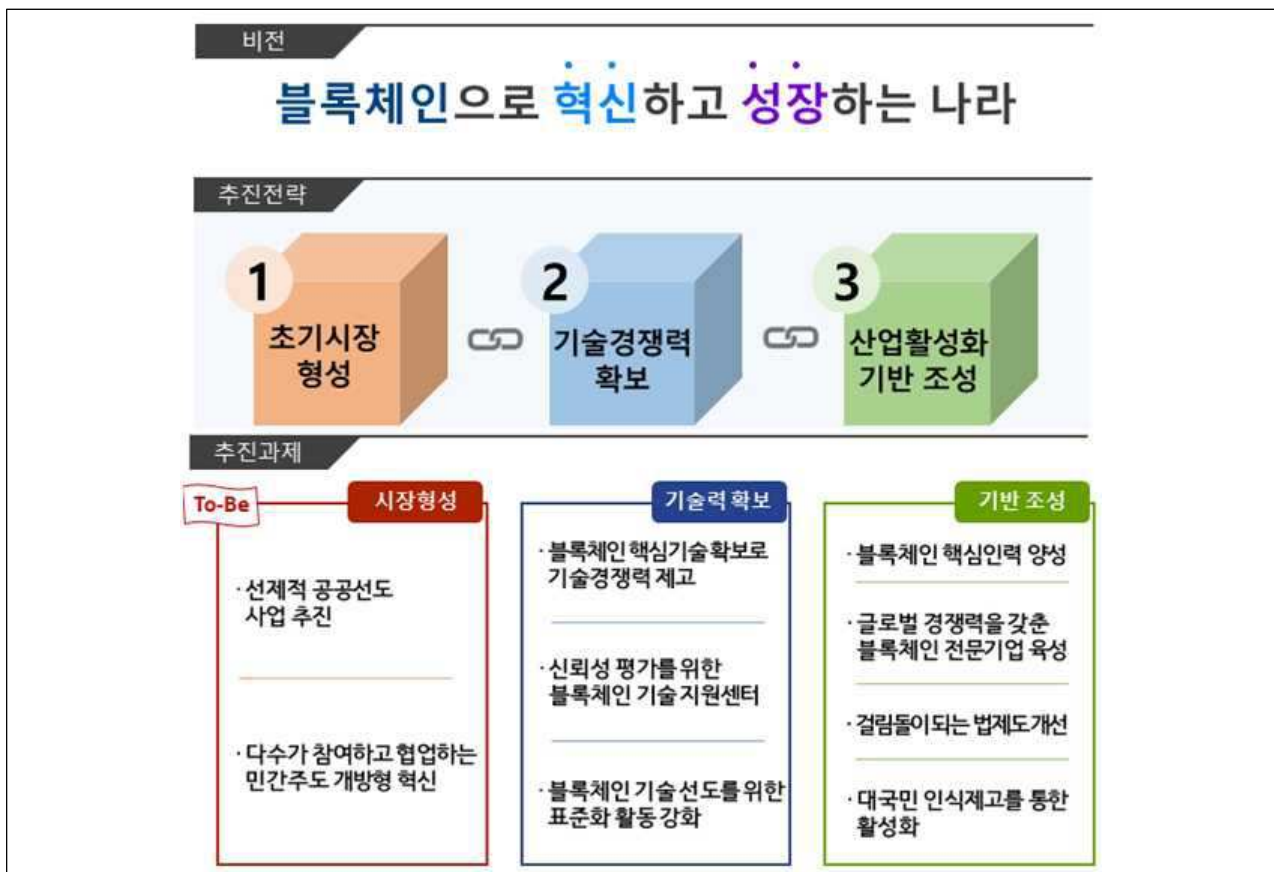 비전
블록체인으로 혁신하고 성장하는 나라
추진전략
1
초기시장
형성
2
기술경쟁력
확보
3
산업활성화
기반 조성
추진과제
To-Be
시장형성
· 선제적 공공선도
사업 추진
· 다수가 참여하고 협업하는
민간주도 개방형 혁신
기술력 확보
· 블록체인 핵심기술 확보로
기술경쟁력 제고
· 신뢰성 평가를 위한
블록체인 기술 지원센터
· 블록체인 기술 선도를 위한
표준화 활동 강화
기반 조성
· 블록체인 핵심인력 양성
· 글로벌 경쟁력을 갖춘
블록체인 전문기업 육성
· 걸림돌이 되는 법제도 개선
· 대국민 인식제고를 통한
활성화